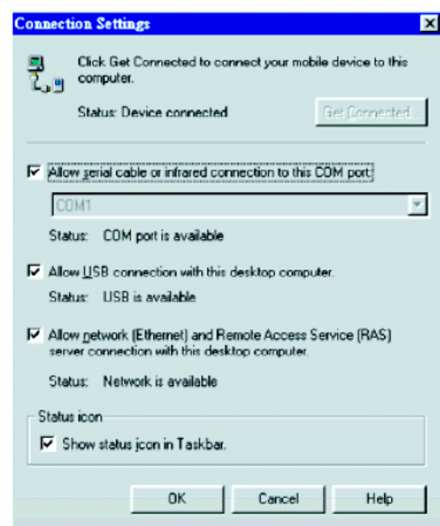 Connection Settings
Click Get Connected to connect your mobile device to this
computer.
Status: Device connected
Get Connected...
Allow serial cable or infrared connection to this COM port:
COM1
Status: COM port is available
Allow USB connection with this desktop computer.
Status: USB is available
Allow network (Ethernet) and Remote Access Service (RAS)
server connection with this desktop computer.
Status: Network is available
Status icon
Show status icon in Taskbar.
OK Cancel Help